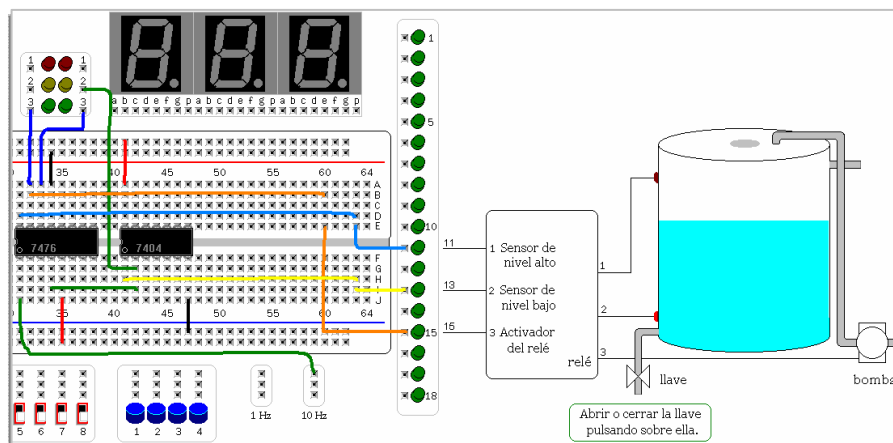 1 1
2 2
3 3
a b c d e f g p a b c d e f g p a b c d e f g p
1
5
10
15
18
35 40 45 50 55 60 64
A
B
C
D
E
7476 7404
F
G
H
I
J
35 40 45 50 55 60 64
5 6 7 8
1 2 3 4
1 Hz
10 Hz
11
13
15
1 Sensor de
nivel alto
2 Sensor de
nivel bajo
3 Activador
del relé
relé
1
2
3
llave
bomba
Abrir o cerrar la llave
pulsando sobre ella.